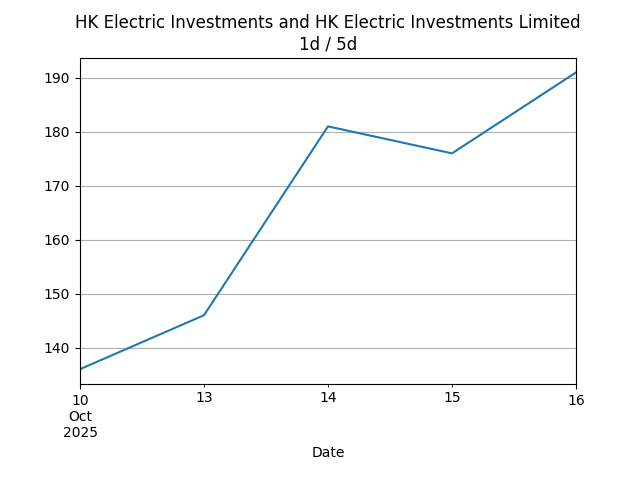 HK Electric Investments and HK Electric Investments Limited
1d / 5d
190
180
170
160
150
140
10 13 14 15 16
Oct
2025
Date